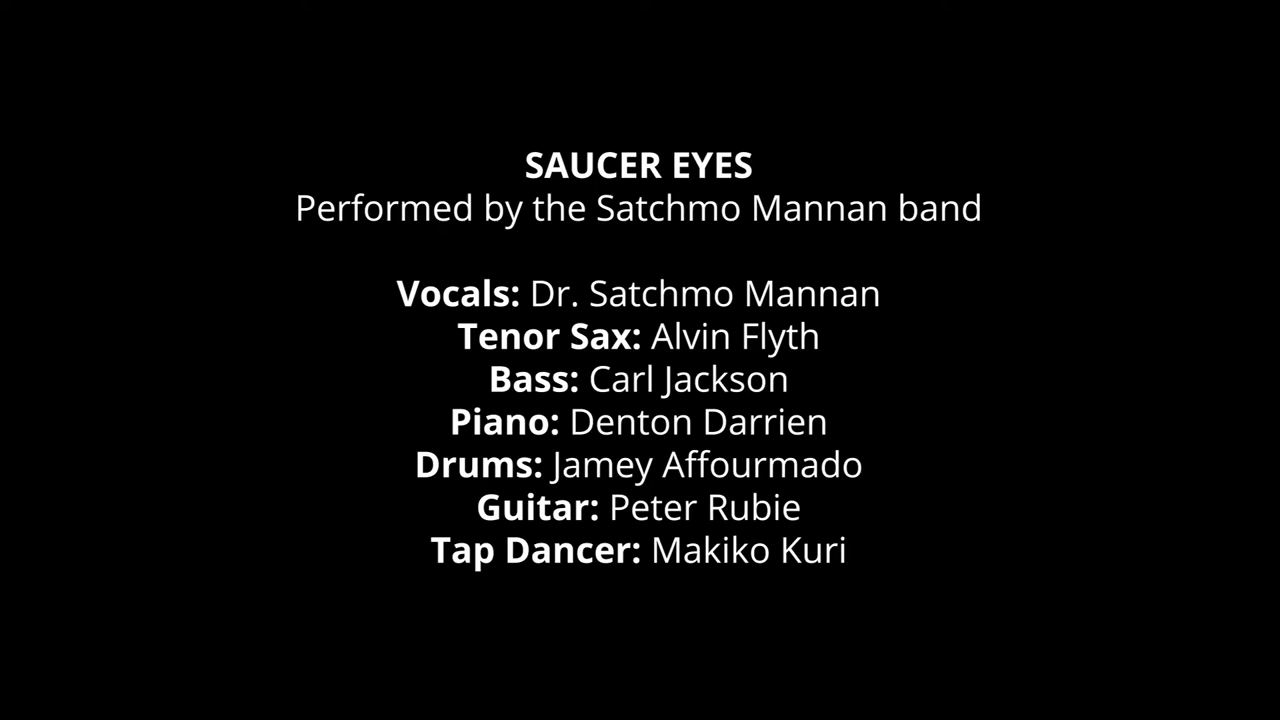 SAUCER EYES
Performed by the Satchmo Mannan band
Vocals: Dr. Satchmo Mannan
Tenor Sax: Alvin Flyth
Bass: Carl Jackson
Piano: Denton Darrien
Drums: Jamey Affourmado
Guitar: Peter Rubie
Tap Dancer: Makiko Kuri